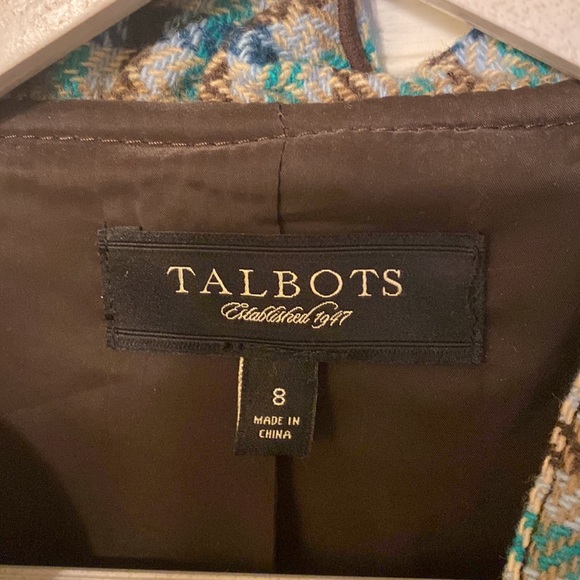 TALBOTS
Established 1947
8
MADE IN
CHINA